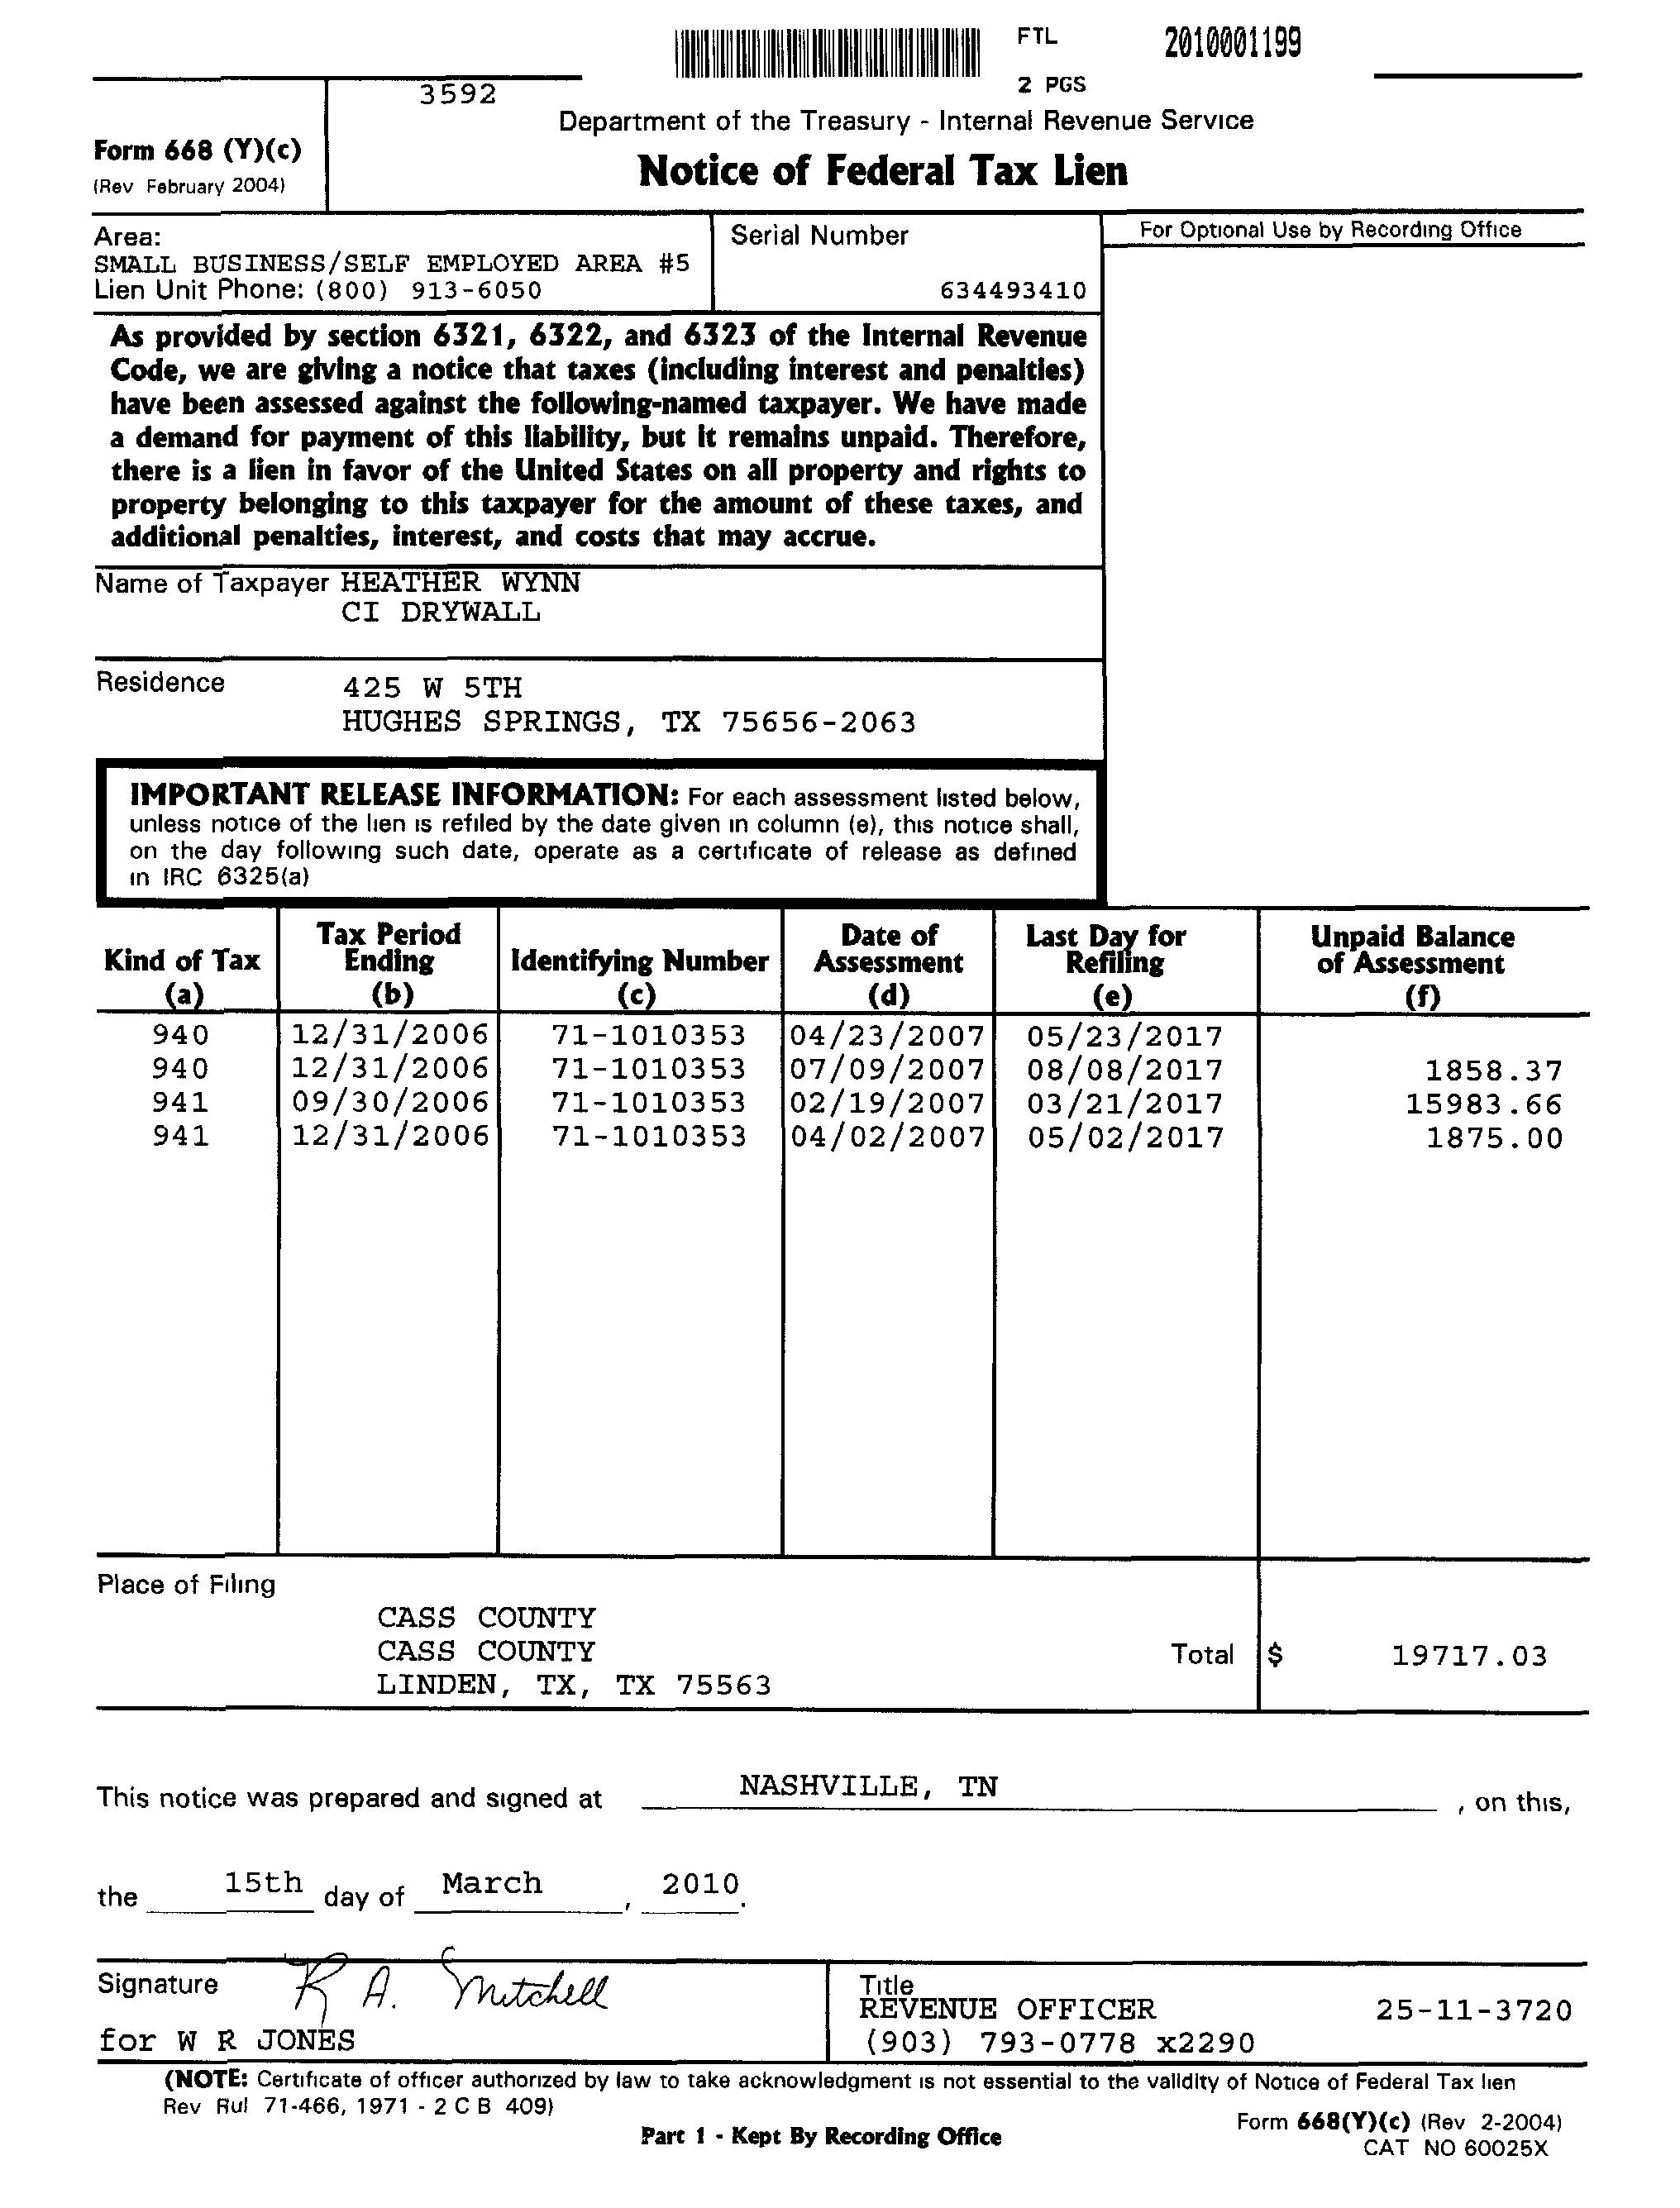 FTL 2010001199
2 PGS
3592
Department of the Treasury - Internal Revenue Service
Form 668 (Y)(c)
(Rev February 2004)
Notice of Federal Tax Lien
Area:
SMALL BUSINESS/SELF EMPLOYED AREA #5
Lien Unit Phone: (800) 913-6050
Serial Number
634493410
For Optional Use by Recording Office
As provided by section 6321, 6322, and 6323 of the Internal Revenue
Code, we are giving a notice that taxes (including interest and penalties)
have been assessed against the following-named taxpayer. We have made
a demand for payment of this liability, but it remains unpaid. Therefore,
there is a lien in favor of the United States on all property and rights to
property belonging to this taxpayer for the amount of these taxes, and
additional penalties, interest, and costs that may accrue.
Name of Taxpayer HEATHER WYNN
CI DRYWALL
Residence 425 W 5TH
HUGHES SPRINGS, TX 75656-2063
IMPORTANT RELEASE INFORMATION: For each assessment listed below,
unless notice of the lien is refiled by the date given in column (e), this notice shall,
on the day following such date, operate as a certificate of release as defined
in IRC 6325(a)
Kind of Tax (a) Tax Period Ending (b) Identifying Number (c) Date of Assessment (d) Last Day for Refiling (e) Unpaid Balance of Assessment (f)
940 12/31/2006 71-1010353 04/23/2007 05/23/2017
940 12/31/2006 71-1010353 07/09/2007 08/08/2017 1858.37
941 09/30/2006 71-1010353 02/19/2007 03/21/2017 15983.66
941 12/31/2006 71-1010353 04/02/2007 05/02/2017 1875.00
Place of Filing
CASS COUNTY
CASS COUNTY
LINDEN, TX, TX 75563
Total $ 19717.03
This notice was prepared and signed at NASHVILLE, TN , on this,
the 15th day of March , 2010.
Signature R A. Mitchell
for W R JONES
Title
REVENUE OFFICER 25-11-3720
(903) 793-0778 x2290
(NOTE: Certificate of officer authorized by law to take acknowledgment is not essential to the validity of Notice of Federal Tax lien
Rev Rul 71-466, 1971 - 2 C B 409)
Part 1 - Kept By Recording Office
Form 668(Y)(c) (Rev 2-2004)
CAT NO 60025X